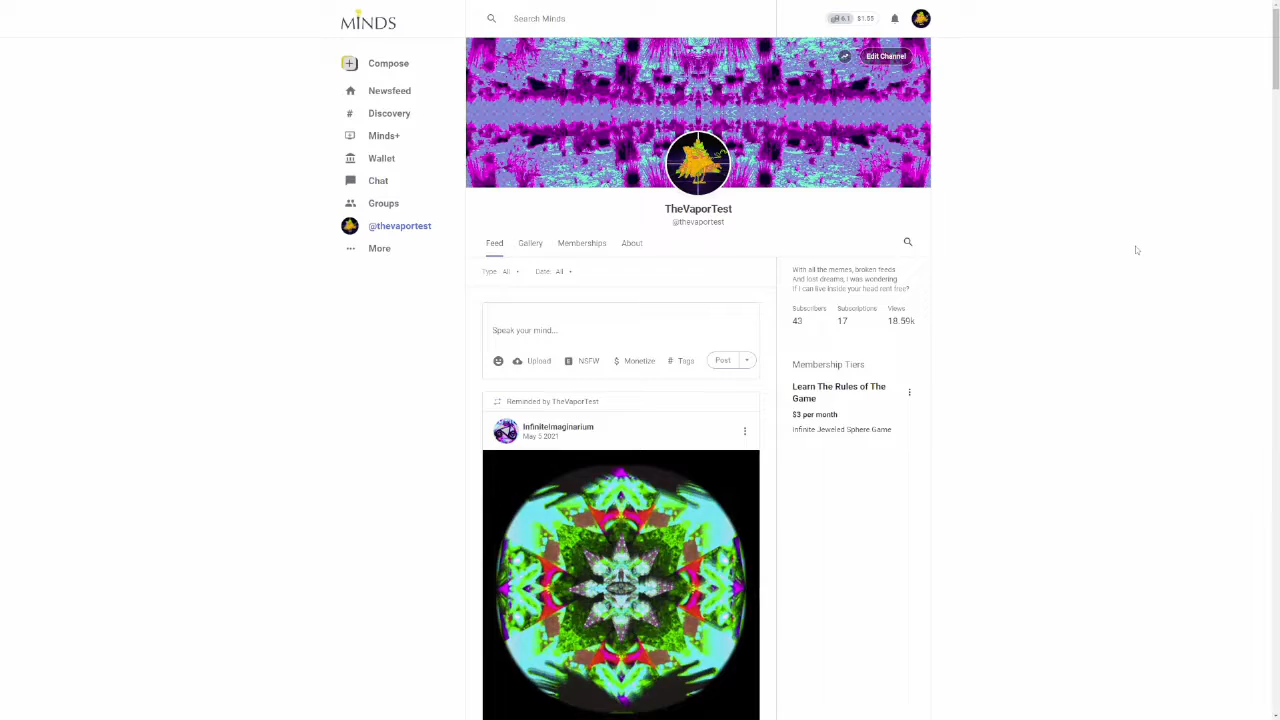 MINDS
Search Minds
6.1 $1.55
Compose
Newsfeed
Discovery
Minds+
Wallet
Chat
Groups
@thevaportest
More
Edit Channel
TheVaporTest
@thevaportest
Feed Gallery Memberships About
Type: All Date: All
Speak your mind...
Upload NSFW Monetize Tags Post
Reminded by TheVaporTest
InfiniteImaginarium
May 5 2021
With all the memes, broken feeds
And lost dreams, I was wondering
If I can live inside your head rent free?
Subscribers Subscriptions Views
43 17 18.59k
Membership Tiers
Learn The Rules of The
Game
$3 per month
Infinite Jeweled Sphere Game